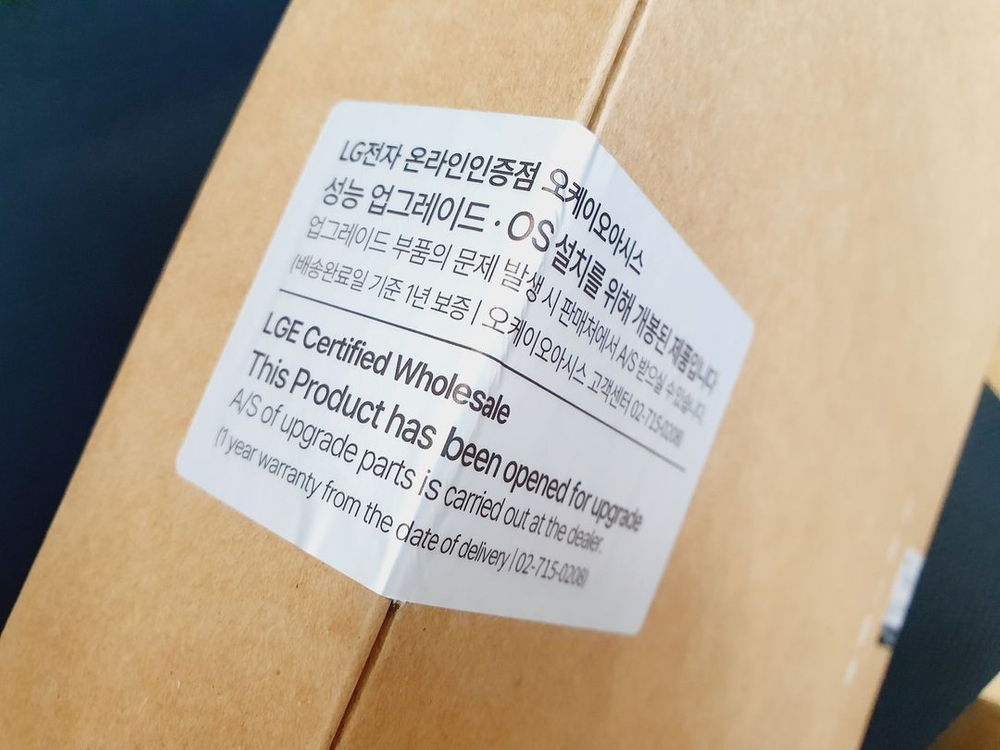 LG전자 온라인인증점 오케이오아시스
성능 업그레이드 · OS 설치를 위해 개봉된 제품입니다
업그레이드 부품의 문제 발생 시 판매처에서 A/S 받으실 수 있습니다.
(배송완료일 기준 1년 보증 | 오케이오아시스 고객센터 02-715-0208)
LGE Certified Wholesale
This Product has been opened for upgrade
A/S of upgrade parts is carried out at the dealer.
(1 year warranty from the date of delivery | 02-715-0208)